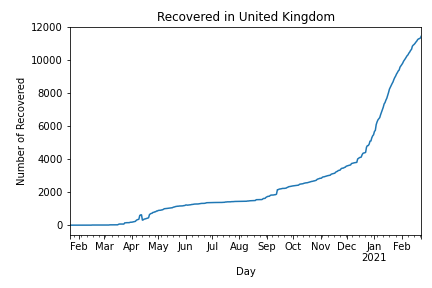 Recovered in United Kingdom
Number of Recovered
12000
10000
8000
6000
4000
2000
0
Feb Mar Apr May Jun Jul Aug Sep Oct Nov Dec Jan Feb
2021
Day